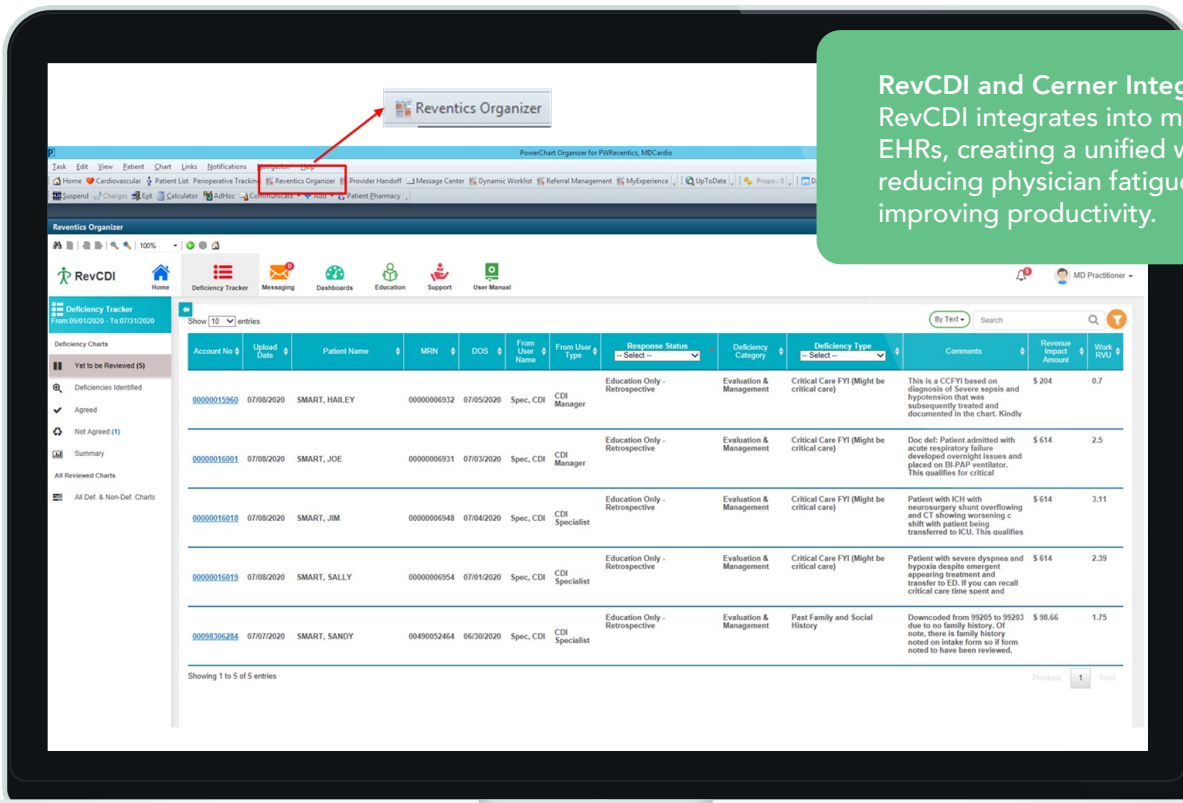 Reventics Organizer
RevCDI and Cerner Integ
RevCDI integrates into m
EHRs, creating a unified w
reducing physician fatigue
improving productivity.
PowerChart Organizer for PWReventics, MDCardio
Task Edit View Patient Chart Links Notifications Navigation Help
Home Cardiovascular Patient List Perioperative Tracking Reventics Organizer Provider Handoff Message Center Dynamic Worklist Referral Management MyExperience UpToDate Propo.: 0
Suspend Charges Exit Calculator AdHoc Communicate Add Patient Pharmacy
Reventics Organizer
100%
RevCDI
Home
Deficiency Tracker
0
Messaging
Dashboards
Education
Support
User Manual
MD Practitioner
Deficiency Tracker
From:05/01/2020 - To:07/31/2020
Deficiency Charts
Yet to be Reviewed (5)
Deficiencies Identified
Agreed
Not Agreed (1)
Summary
All Reviewed Charts
All Def. & Non-Def. Charts
Show 10 entries
By Text
Search
Account No Upload Date Patient Name MRN DOS From User Name From User Type Response Status -- Select -- Deficiency Category Deficiency Type -- Select -- Comments Revenue Impact Amount Work RVU
00000015960 07/08/2020 SMART, HAILEY 00000006932 07/05/2020 Spec, CDI CDI Manager
Education Only - Retrospective
Evaluation & Management
Critical Care FYI (Might be critical care)
This is a CCFYI based on
diagnosis of Severe sepsis and
hypotension that was
subsequently treated and
documented in the chart. Kindly
$ 204 0.7
00000016001 07/08/2020 SMART, JOE 00000006931 07/03/2020 Spec, CDI CDI Manager
Education Only - Retrospective
Evaluation & Management
Critical Care FYI (Might be critical care)
Doc def: Patient admitted with
acute respiratory failure
developed overnight issues and
placed on BI-PAP ventilator.
This qualifies for critical
$ 614 2.5
00000016018 07/08/2020 SMART, JIM 00000006948 07/04/2020 Spec, CDI CDI Specialist
Education Only - Retrospective
Evaluation & Management
Critical Care FYI (Might be critical care)
Patient with ICH with
neurosurgery shunt overflowing
and CT showing worsening c
shift with patient being
transferred to ICU. This qualifies
$ 614 3.11
00000016019 07/08/2020 SMART, SALLY 00000006954 07/01/2020 Spec, CDI CDI Specialist
Education Only - Retrospective
Evaluation & Management
Critical Care FYI (Might be critical care)
Patient with severe dyspnea and
hypoxia despite emergent
appearing treatment and
transfer to ED. If you can recall
critical care time spent and
$ 614 2.39
00098306284 07/07/2020 SMART, SANDY 00490052464 06/30/2020 Spec, CDI CDI Specialist
Education Only - Retrospective
Evaluation & Management
Past Family and Social History
Downcoded from 99205 to 99203
due to no family history. Of
note, there is family history
noted on intake form so if form
noted to have been reviewed,
$ 98.66 1.75
Showing 1 to 5 of 5 entries
Previous 1 Next